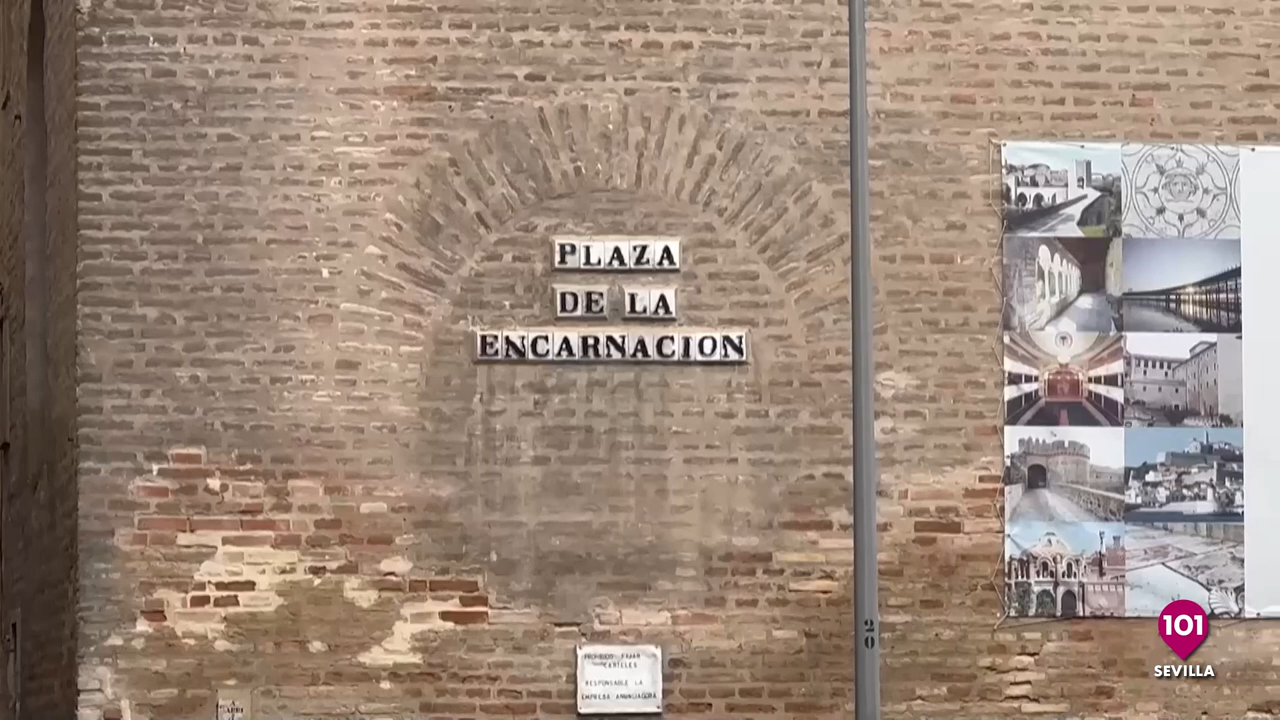 PLAZA
DE LA
ENCARNACION
PROHIBIDO FIJAR
CARTELES
RESPONSABLE LA
EMPRESA ANUNCIADORA
101
SEVILLA